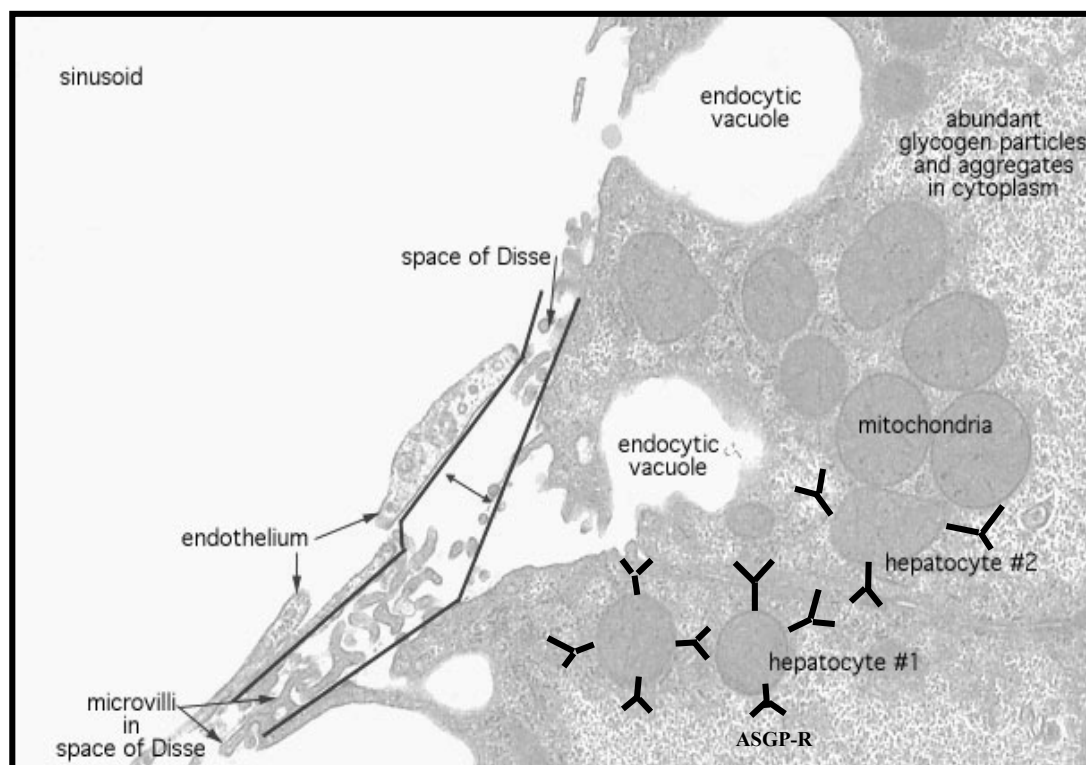 sinusoid
endocytic
vacuole
abundant
glycogen particles
and aggregates
in cytoplasm
space of Disse
mitochondria
endocytic
vacuole
endothelium
hepatocyte #2
hepatocyte #1
microvilli
in
space of Disse
ASGP-R